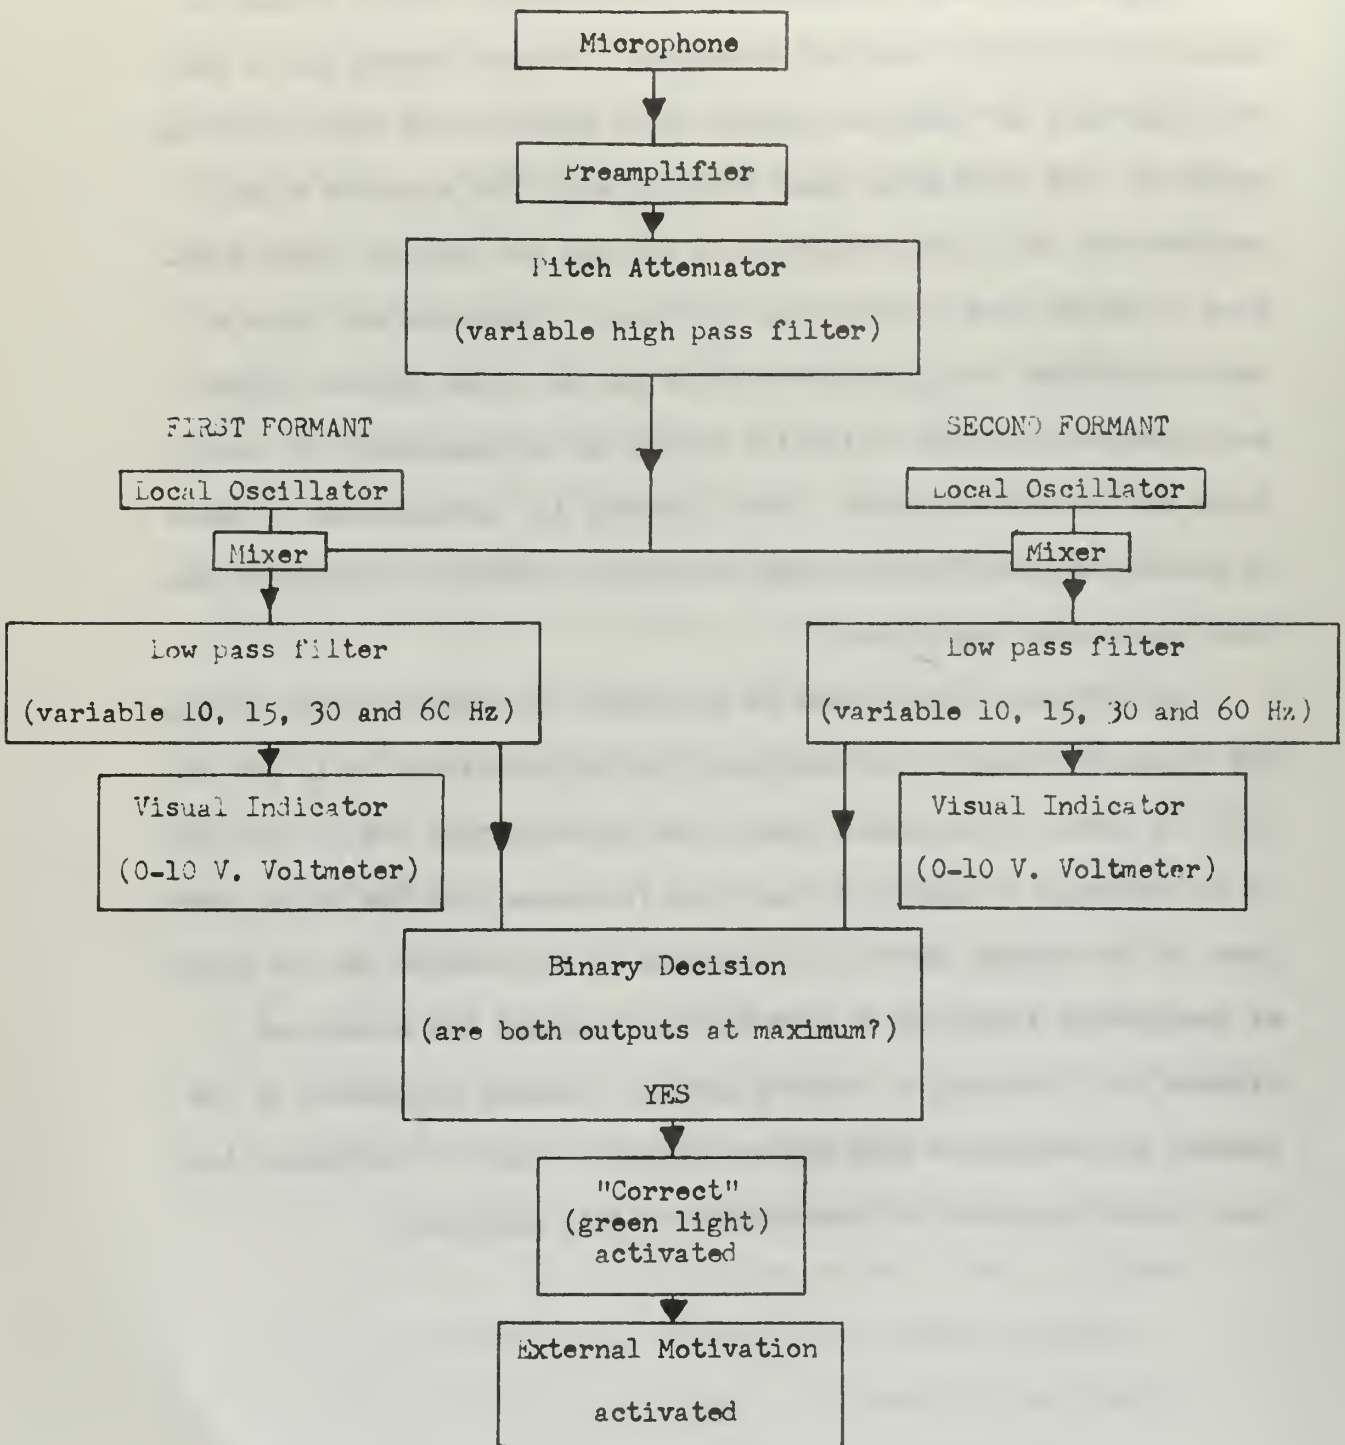 Microphone
Preamplifier
Pitch Attenuator
(variable high pass filter)
FIRST FORMANT
SECOND FORMANT
Local Oscillator
Local Oscillator
Mixer
Mixer
Low pass filter
(variable 10, 15, 30 and 60 Hz)
Low pass filter
(variable 10, 15, 30 and 60 Hz)
Visual Indicator
(0-10 V. Voltmeter)
Visual Indicator
(0-10 V. Voltmeter)
Binary Decision
(are both outputs at maximum?)
YES
"Correct"
(green light)
activated
External Motivation
activated